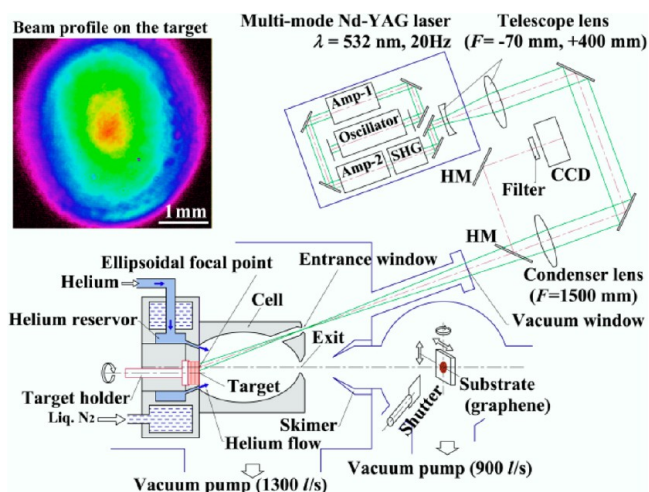 Beam profile on the target
1mm
Multi-mode Nd-YAG laser
λ = 532 nm, 20Hz
Telescope lens
(F= -70 mm, +400 mm)
Amp-1
Oscillator
Amp-2
SHG
HM
Filter
CCD
HM
Condenser lens
(F=1500 mm)
Vacuum window
Ellipsoidal focal point
Entrance window
Helium
Cell
Helium reservor
Exit
Target holder
Target
Liq. N2
Helium flow
Skimer
Shutter
Substrate
(graphene)
Vacuum pump (1300 l/s)
Vacuum pump (900 l/s)